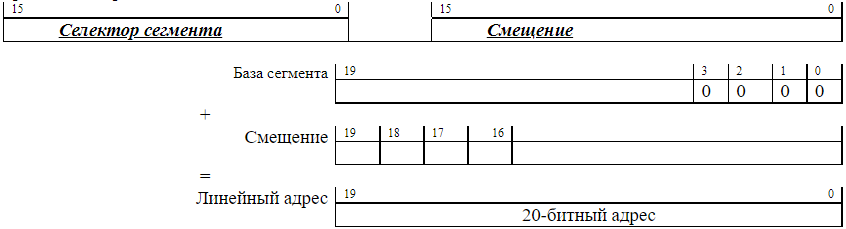 15 0 15 0
Селектор сегмента Смещение
База сегмента 19 3 2 1 0
0 0 0 0
+
Смещение 19 18 17 16
=
Линейный адрес 19 0
20-битный адрес